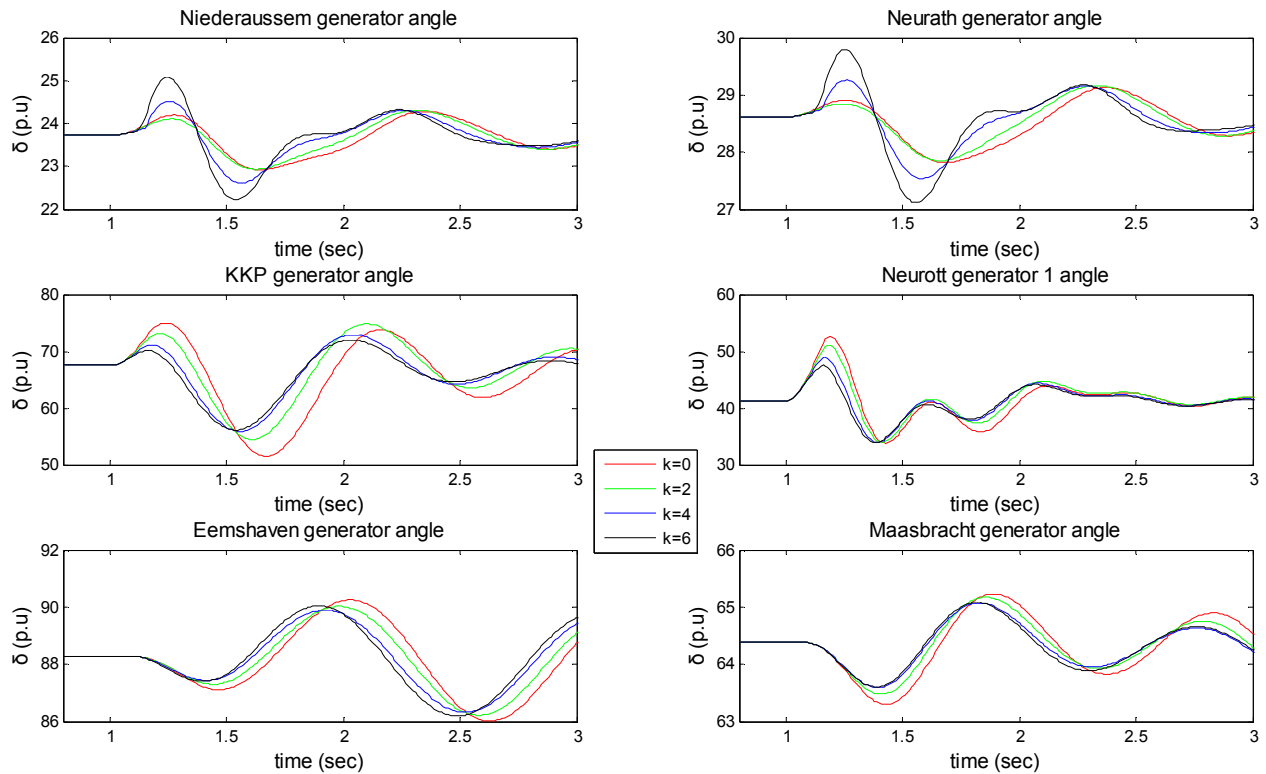 Niederaussem generator angle
26
25
24
23
22
δ (p.u)
1
1.5
2
2.5
3
time (sec)
Neurath generator angle
30
29
28
27
δ (p.u)
1
1.5
2
2.5
3
time (sec)
KKP generator angle
80
70
60
50
δ (p.u)
1
1.5
2
2.5
3
time (sec)
Neurott generator 1 angle
60
50
40
30
δ (p.u)
1
1.5
2
2.5
3
time (sec)
k=0
k=2
k=4
k=6
Eemshaven generator angle
92
90
88
86
δ (p.u)
1
1.5
2
2.5
3
time (sec)
Maasbracht generator angle
66
65
64
63
δ (p.u)
1
1.5
2
2.5
3
time (sec)